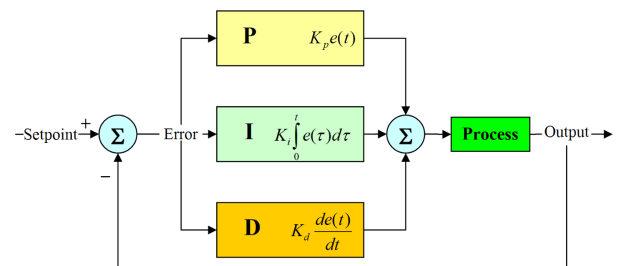 P K_p e(t)
+
−Setpoint Σ Error I K_i ∫_0^t e(τ)dτ Σ Process Output
−
D K_d de(t)/dt